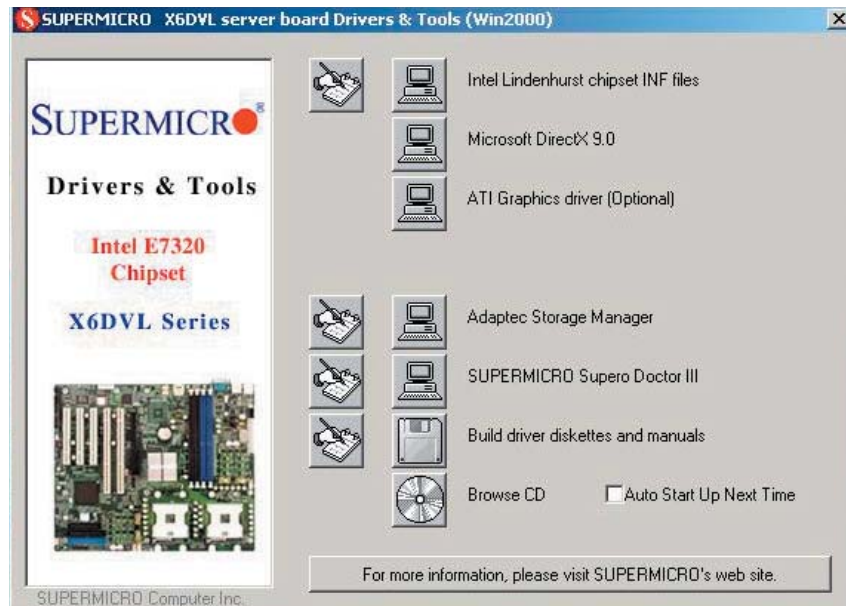 SUPERMICRO X6DVL server board Drivers & Tools (Win2000)
SUPERMICRO®
Drivers & Tools
Intel E7320
Chipset
X6DVL Series
SUPERMICRO Computer Inc.
Intel Lindenhurst chipset INF files
Microsoft DirectX 9.0
ATI Graphics driver (Optional)
Adaptec Storage Manager
SUPERMICRO Supero Doctor III
Build driver diskettes and manuals
Browse CD
Auto Start Up Next Time
For more information, please visit SUPERMICRO's web site.